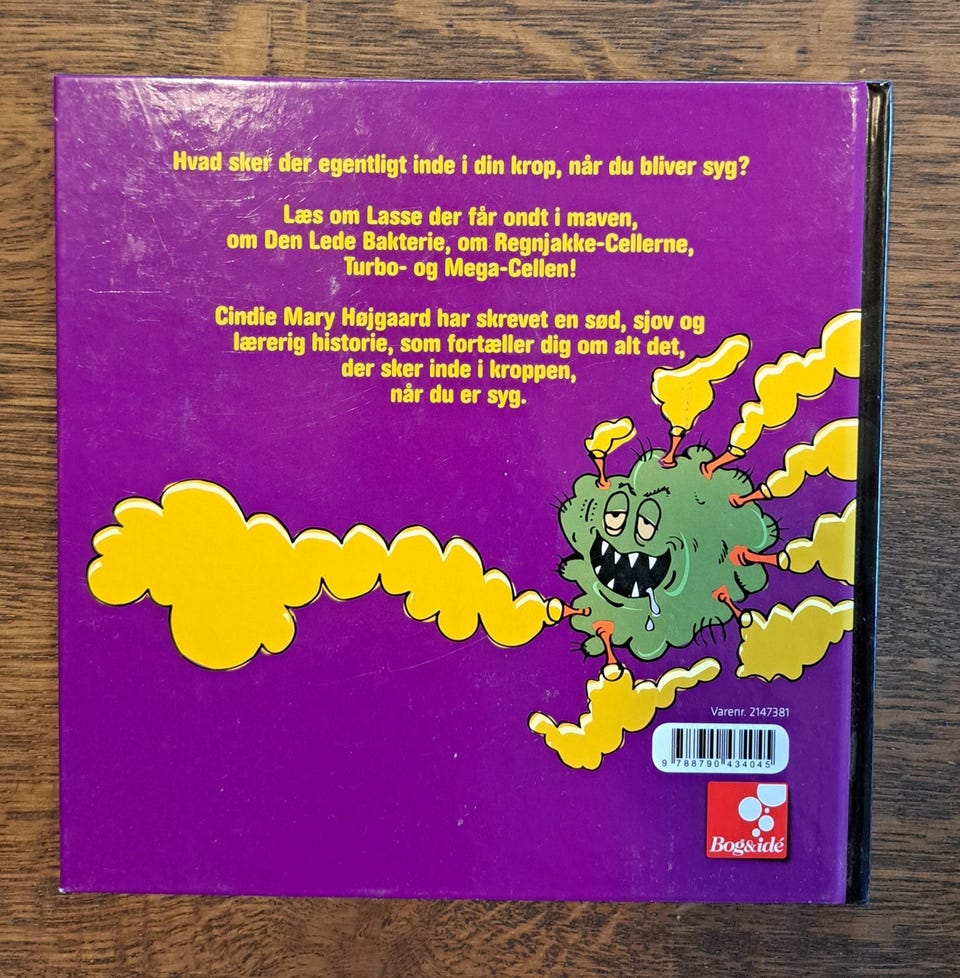 Hvad sker der egentligt inde i din krop, når du bliver syg?
Læs om Lasse der får ondt i maven,
om Den Lede Bakterie, om Regnjakke-Cellerne,
Turbo- og Mega-Cellen!
Cindie Mary Højgaard har skrevet en sød, sjov og
lærerig historie, som fortæller dig om alt det,
der sker inde i kroppen,
når du er syg.
Varenr. 2147381
9 788790 434045
Bog&idé